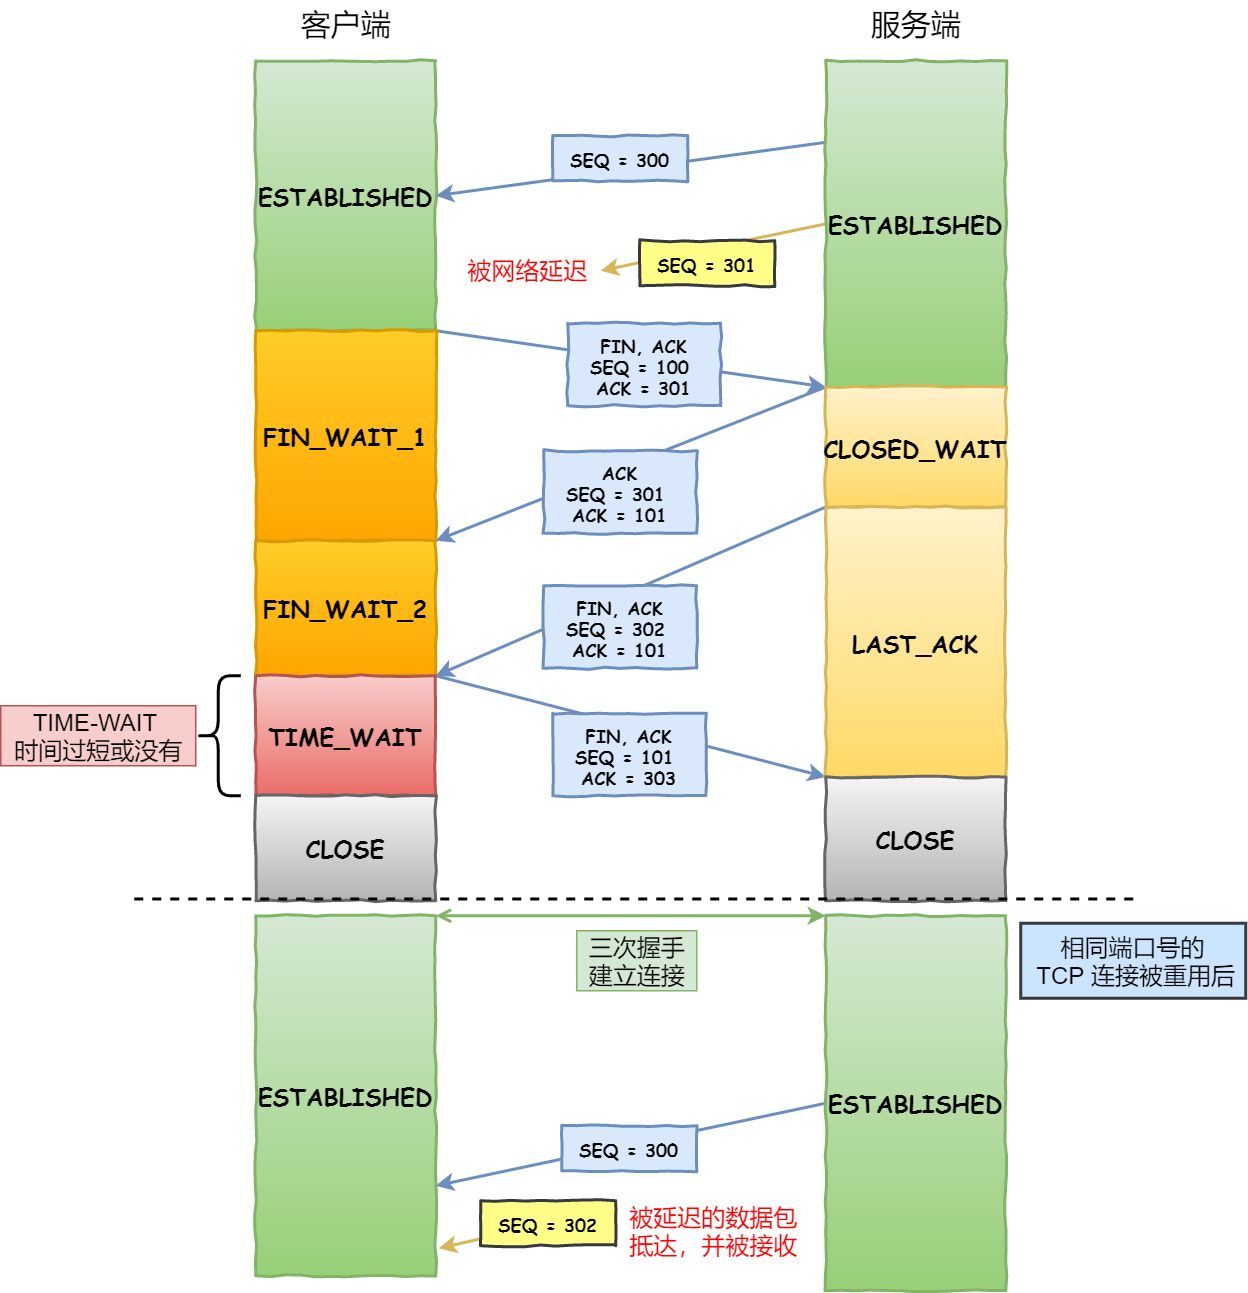 客户端
服务端
SEQ = 300
ESTABLISHED
ESTABLISHED
SEQ = 301
被网络延迟
FIN, ACK
SEQ = 100
ACK = 301
FIN_WAIT_1
CLOSED_WAIT
ACK
SEQ = 301
ACK = 101
FIN_WAIT_2
FIN, ACK
SEQ = 302
ACK = 101
LAST_ACK
TIME-WAIT
时间过短或没有
TIME_WAIT
FIN, ACK
SEQ = 101
ACK = 303
CLOSE
CLOSE
三次握手
建立连接
相同端口号的
TCP 连接被重用后
ESTABLISHED
ESTABLISHED
SEQ = 300
SEQ = 302
被延迟的数据包
抵达，并被接收